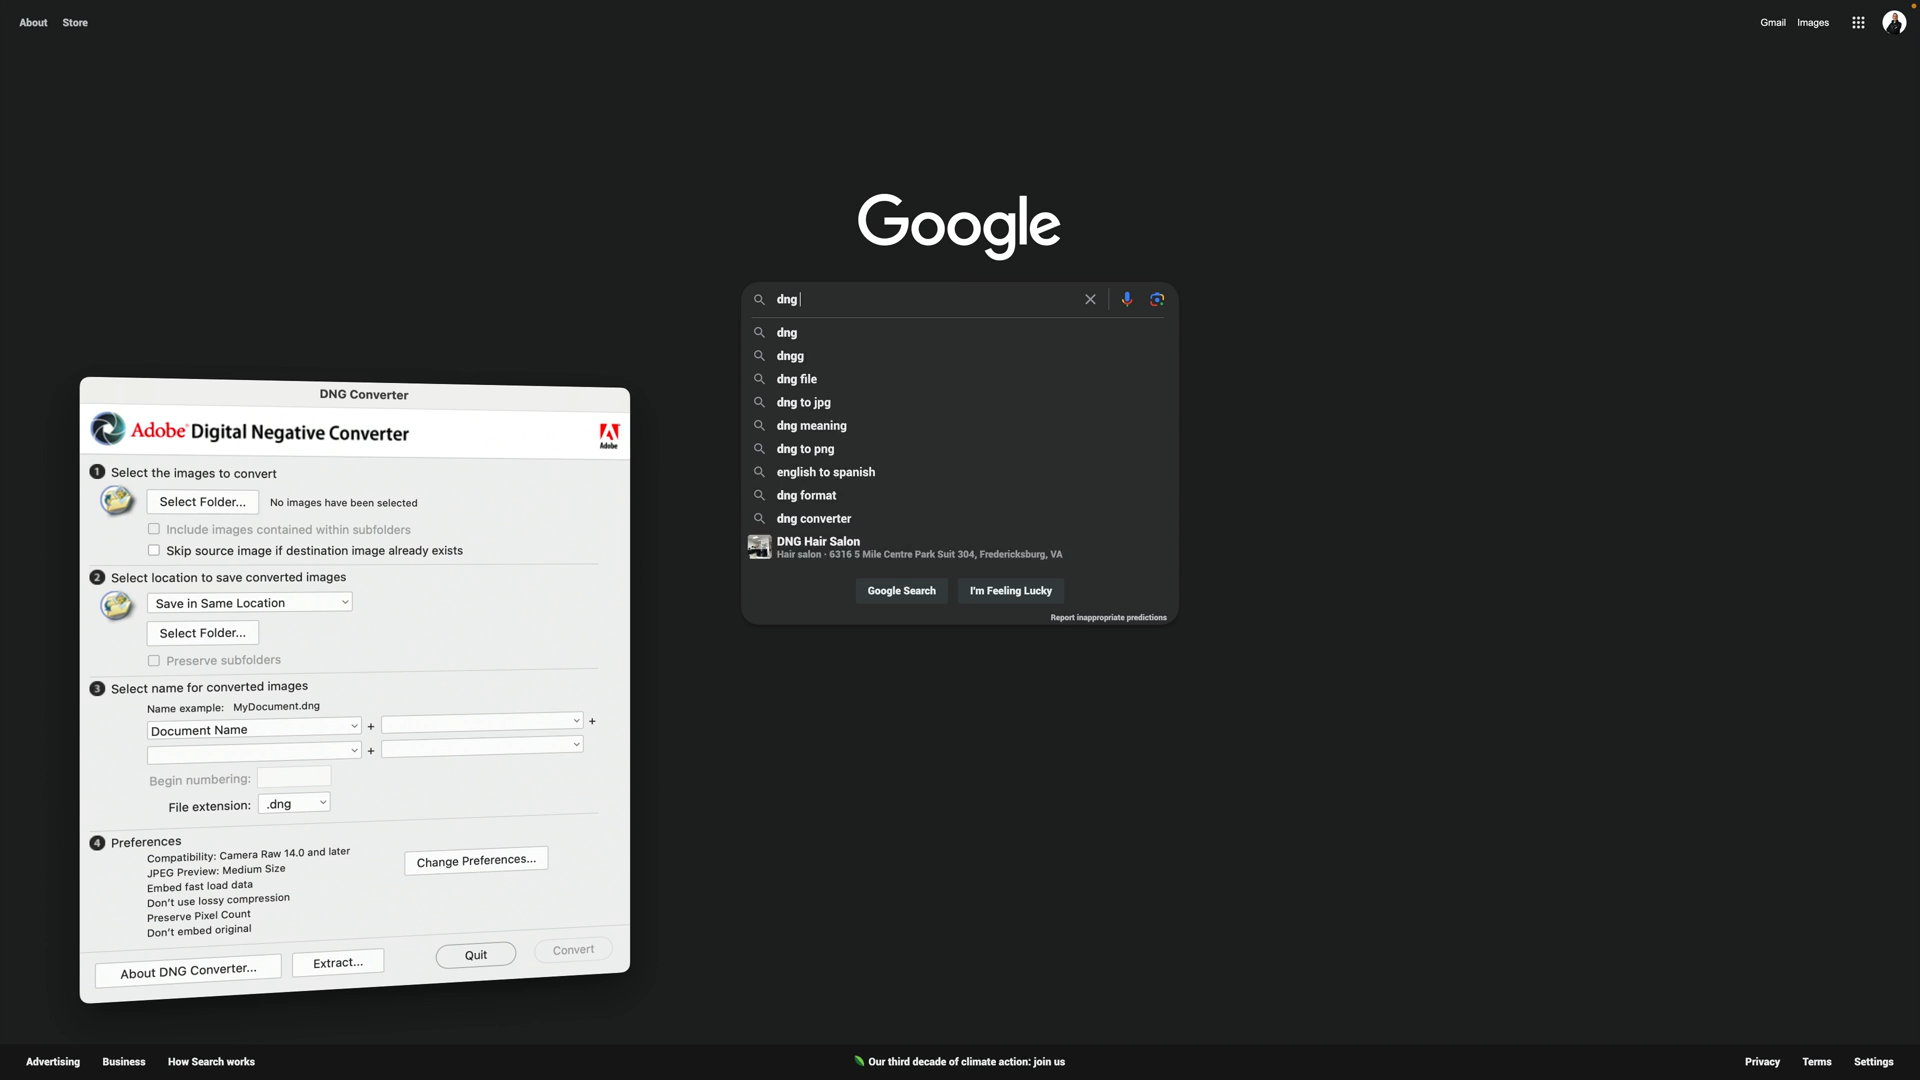 About Store
Gmail Images
Google
dng
dng
dngg
dng file
dng to jpg
dng meaning
dng to png
english to spanish
dng format
dng converter
DNG Hair Salon
Hair salon · 6316 5 Mile Centre Park Suit 304, Fredericksburg, VA
Google Search I'm Feeling Lucky
Report inappropriate predictions
DNG Converter
Adobe® Digital Negative Converter
Adobe
1 Select the images to convert
Select Folder... No images have been selected
Include images contained within subfolders
Skip source image if destination image already exists
2 Select location to save converted images
Save in Same Location
Select Folder...
Preserve subfolders
3 Select name for converted images
Name example: MyDocument.dng
Document Name + +
+
Begin numbering:
File extension: .dng
4 Preferences
Compatibility: Camera Raw 14.0 and later
JPEG Preview: Medium Size
Embed fast load data
Don't use lossy compression
Preserve Pixel Count
Don't embed original
Change Preferences...
About DNG Converter... Extract... Quit Convert
Advertising Business How Search works
Our third decade of climate action: join us
Privacy Terms Settings